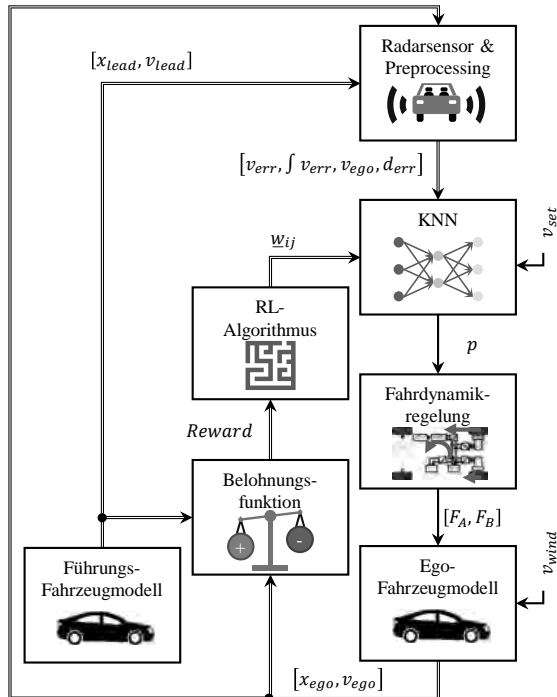 Radarsensor &
Preprocessing
[x_lead, v_lead]
[v_err, ∫ v_err, v_ego, d_err]
KNN
v_set
w_ij
RL-
Algorithmus
p
Fahrdynamik-
regelung
Reward
Belohnungs-
funktion
+
-
[F_A, F_B]
Führungs-
Fahrzeugmodell
Ego-
Fahrzeugmodell
v_wind
[x_ego, v_ego]